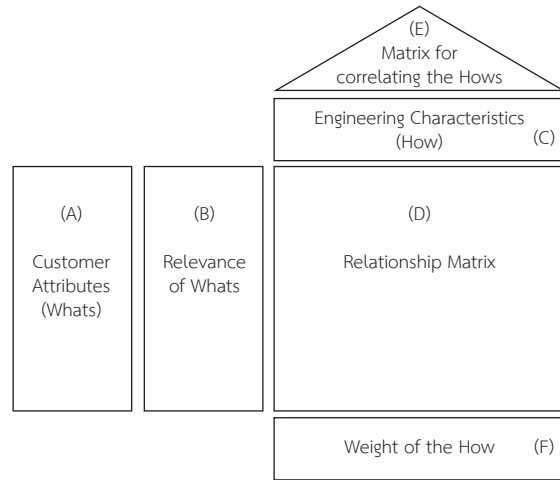 (E)
Matrix for
correlating the Hows
Engineering Characteristics
(How)
(C)
(A)
Customer
Attributes
(Whats)
(B)
Relevance
of Whats
(D)
Relationship Matrix
Weight of the How
(F)